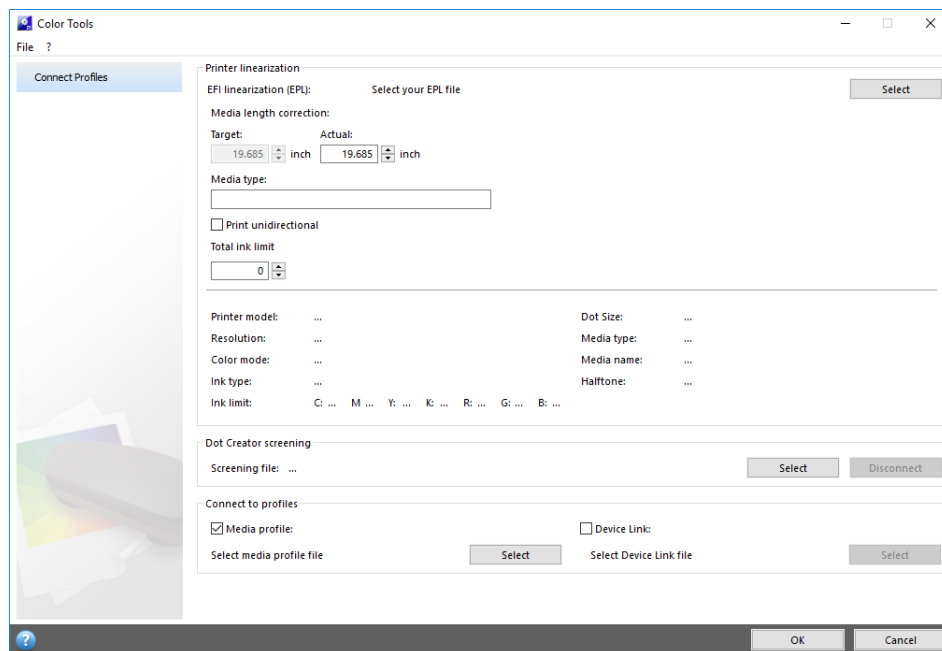 Color Tools
File ?
Connect Profiles
Printer linearization
EFI linearization (EPL): Select your EPL file Select
Media length correction:
Target: Actual:
19.685 inch 19.685 inch
Media type:
Print unidirectional
Total ink limit
0
Printer model: ... Dot Size: ...
Resolution: ... Media type: ...
Color mode: ... Media name: ...
Ink type: ... Halftone: ...
Ink limit: C: ... M ... Y: ... K: ... R: ... G: ... B: ...
Dot Creator screening
Screening file: ... Select Disconnect
Connect to profiles
Media profile: Device Link:
Select media profile file Select Select Device Link file Select
? OK Cancel